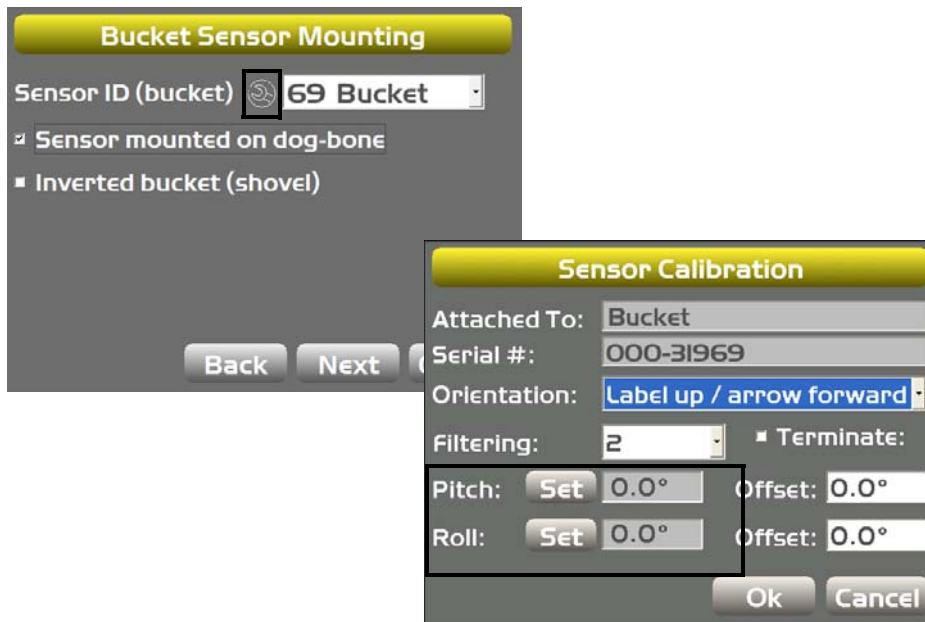 Bucket Sensor Mounting
Sensor ID (bucket) 69 Bucket
Sensor mounted on dog-bone
Inverted bucket (shovel)
Back Next
Sensor Calibration
Attached To: Bucket
Serial #: 000-31969
Orientation: Label up / arrow forward
Filtering: 2 Terminate:
Pitch: Set 0.0° Offset: 0.0°
Roll: Set 0.0° Offset: 0.0°
Ok Cancel